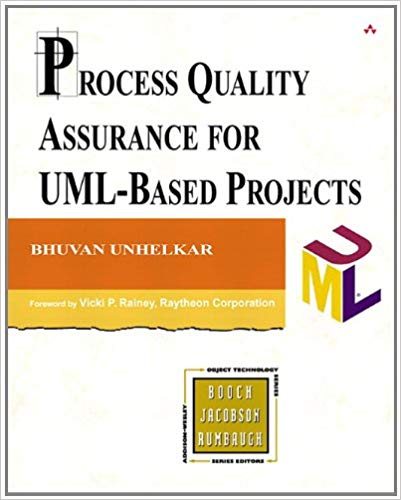 PROCESS QUALITY
ASSURANCE FOR
UML-BASED PROJECTS
BHUVAN UNHELKAR
Foreword by Vicki P. Rainey, Raytheon Corporation
UML
OBJECT TECHNOLOGY
ADDISON-WESLEY
BOOCH
JACOBSON
RUMBAUGH
SERIES
SERIES EDITORS